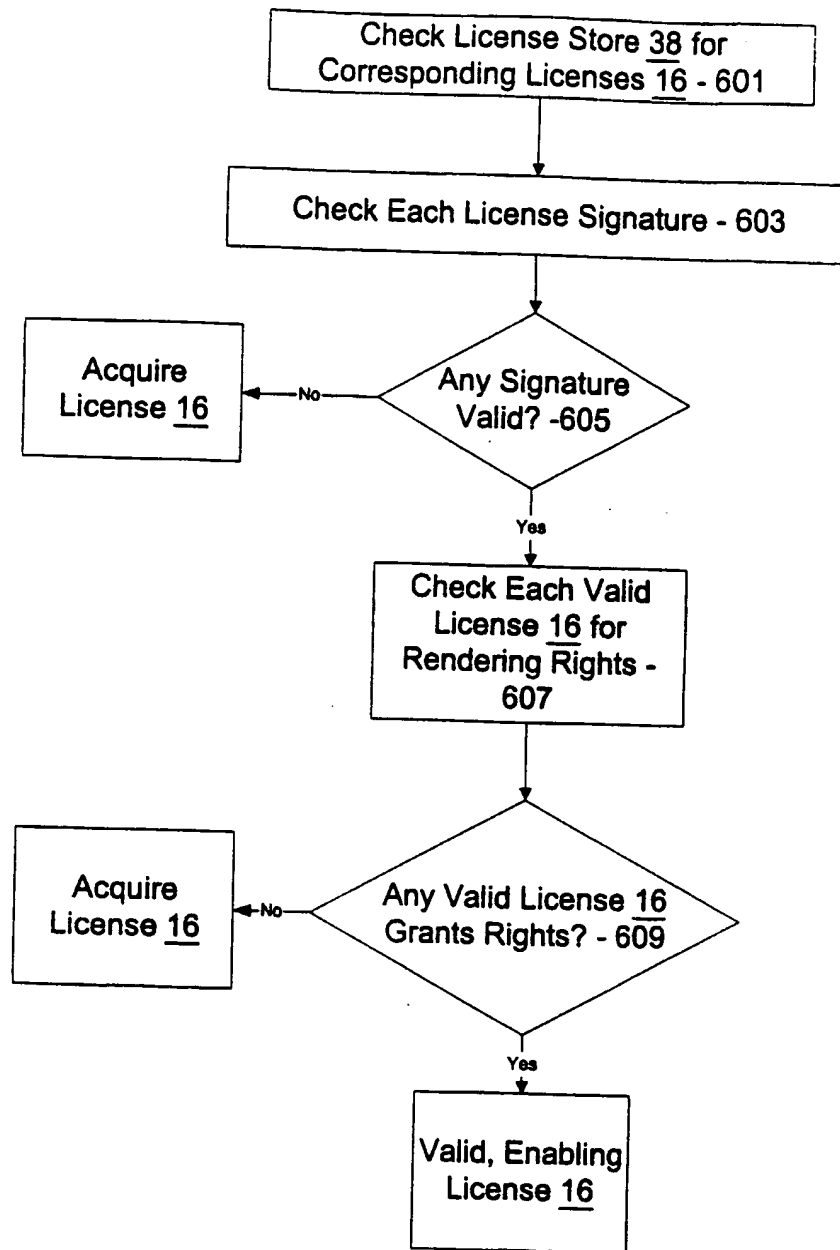 Check License Store 38 for
Corresponding Licenses 16 - 601
Check Each License Signature - 603
Acquire
License 16
No
Any Signature
Valid? -605
Yes
Check Each Valid
License 16 for
Rendering Rights -
607
Acquire
License 16
No
Any Valid License 16
Grants Rights? - 609
Yes
Valid, Enabling
License 16